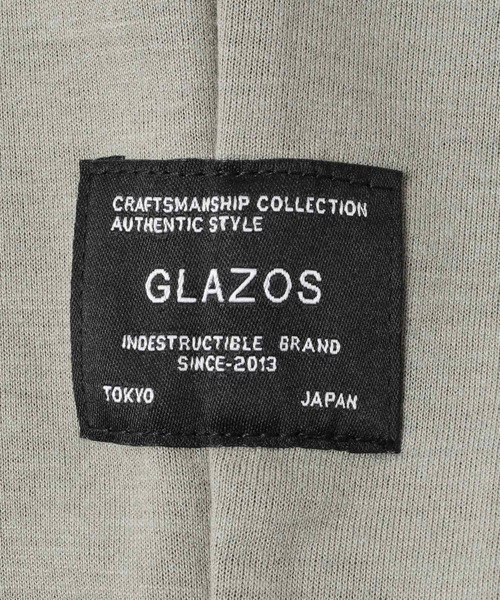 CRAFTSMANSHIP COLLECTION
AUTHENTIC STYLE
GLAZOS
INDESTRUCTIBLE BRAND
SINCE-2013
TOKYO JAPAN